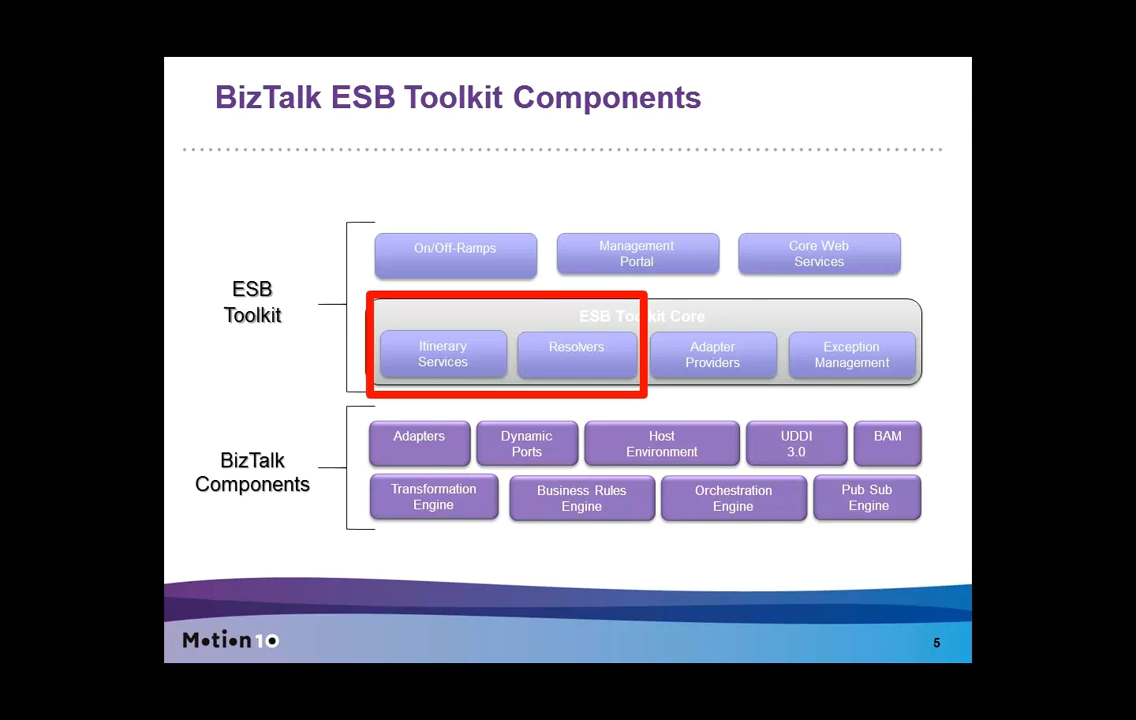 BizTalk ESB Toolkit Components
ESB
Toolkit
On/Off-Ramps
Management
Portal
Core Web
Services
ESB Toolkit Core
Itinerary
Services
Resolvers
Adapter
Providers
Exception
Management
BizTalk
Components
Adapters
Dynamic
Ports
Host
Environment
UDDI
3.0
BAM
Transformation
Engine
Business Rules
Engine
Orchestration
Engine
Pub Sub
Engine
Motion10
5